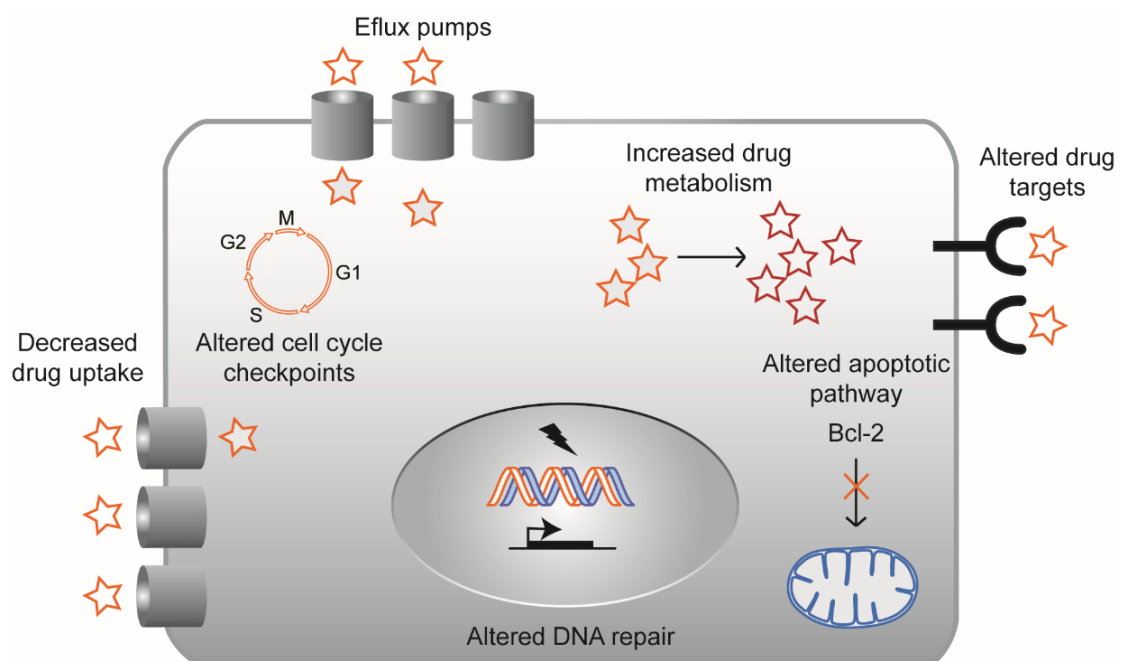 Eflux pumps
Increased drug
metabolism
Altered drug
targets
M
G2
G1
S
Altered cell cycle
checkpoints
Decreased
drug uptake
Altered apoptotic
pathway
Bcl-2
Altered DNA repair